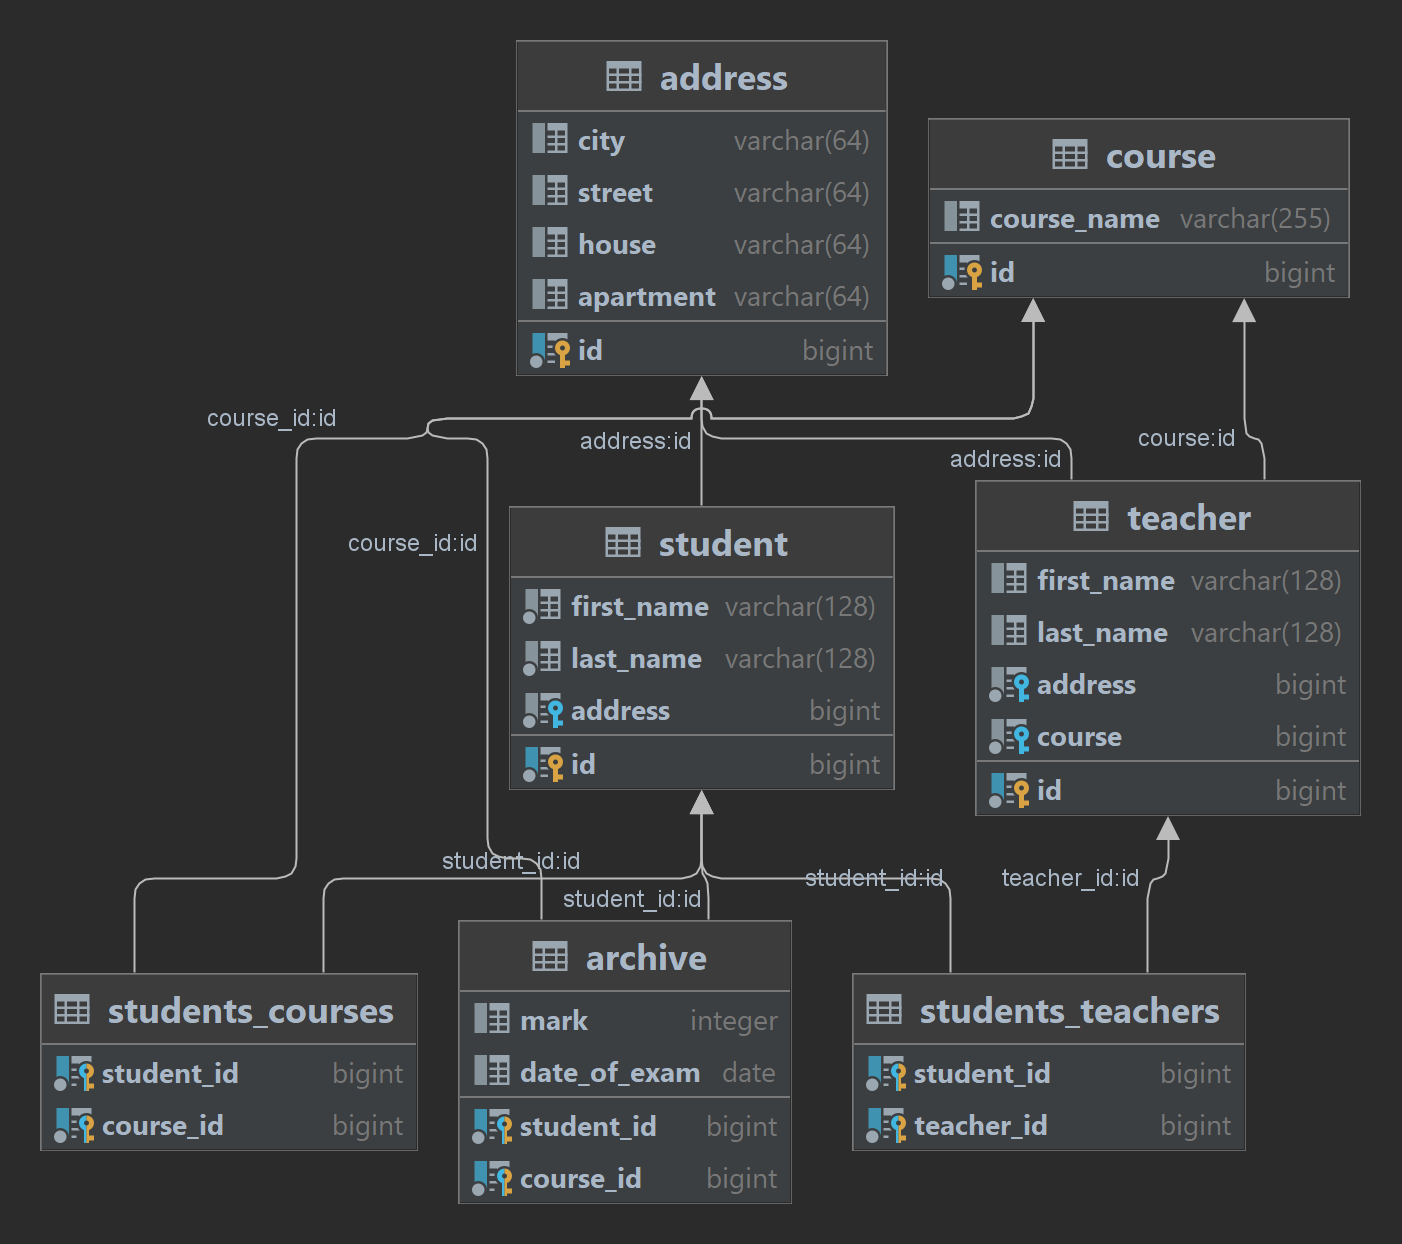 address
city varchar(64)
street varchar(64)
house varchar(64)
apartment varchar(64)
id bigint
course
course_name varchar(255)
id bigint
course_id:id
address:id
course:id
address:id
course_id:id
student
first_name varchar(128)
last_name varchar(128)
address bigint
id bigint
teacher
first_name varchar(128)
last_name varchar(128)
address bigint
course bigint
id bigint
student_id:id
student_id:id
student_id:id
teacher_id:id
students_courses
student_id bigint
course_id bigint
archive
mark integer
date_of_exam date
student_id bigint
course_id bigint
students_teachers
student_id bigint
teacher_id bigint